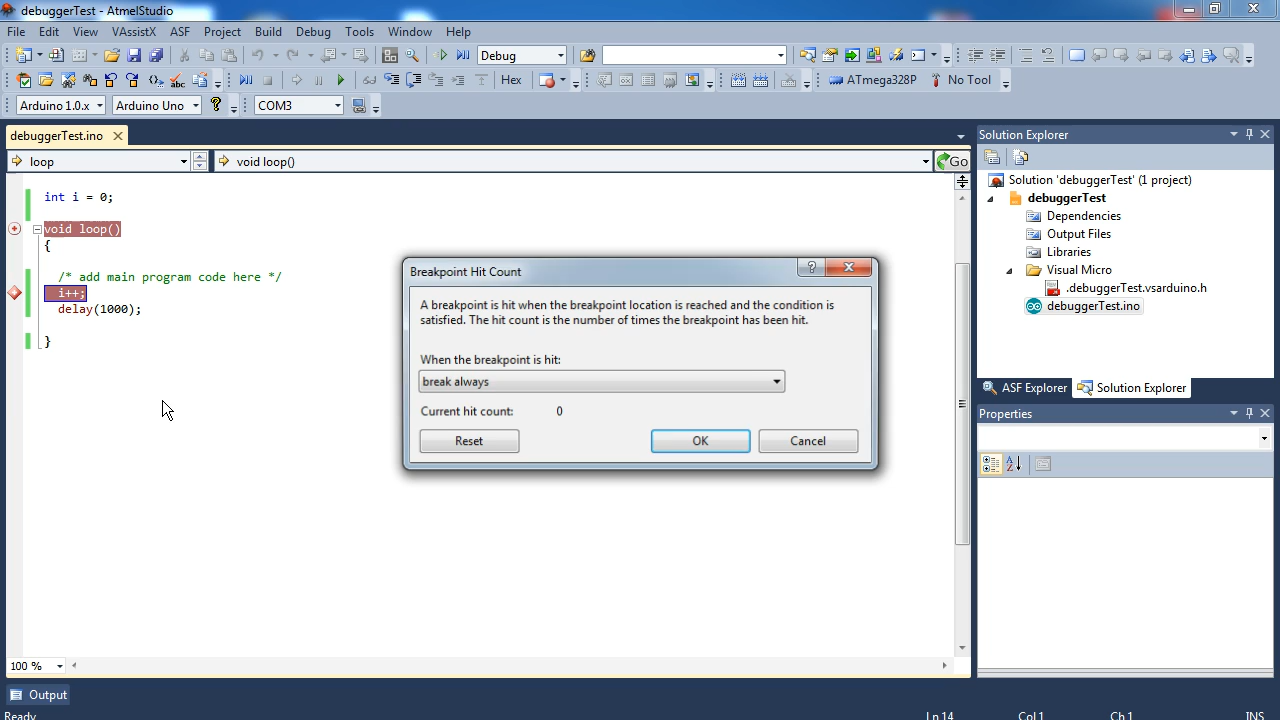 debuggerTest - AtmelStudio
File Edit View VAssistX ASF Project Build Debug Tools Window Help
Debug
Hex ATmega328P No Tool
Arduino 1.0.x Arduino Uno ? COM3
debuggerTest.ino
loop void loop() Go
int i = 0;
void loop()
{
/* add main program code here */
i++;
delay(1000);
}
100 %
Breakpoint Hit Count
A breakpoint is hit when the breakpoint location is reached and the condition is
satisfied. The hit count is the number of times the breakpoint has been hit.
When the breakpoint is hit:
break always
Current hit count: 0
Reset OK Cancel
Solution Explorer
Solution 'debuggerTest' (1 project)
debuggerTest
Dependencies
Output Files
Libraries
Visual Micro
.debuggerTest.vsarduino.h
debuggerTest.ino
ASF Explorer Solution Explorer
Properties
Output
Ready Ln 14 Col 1 Ch 1 INS